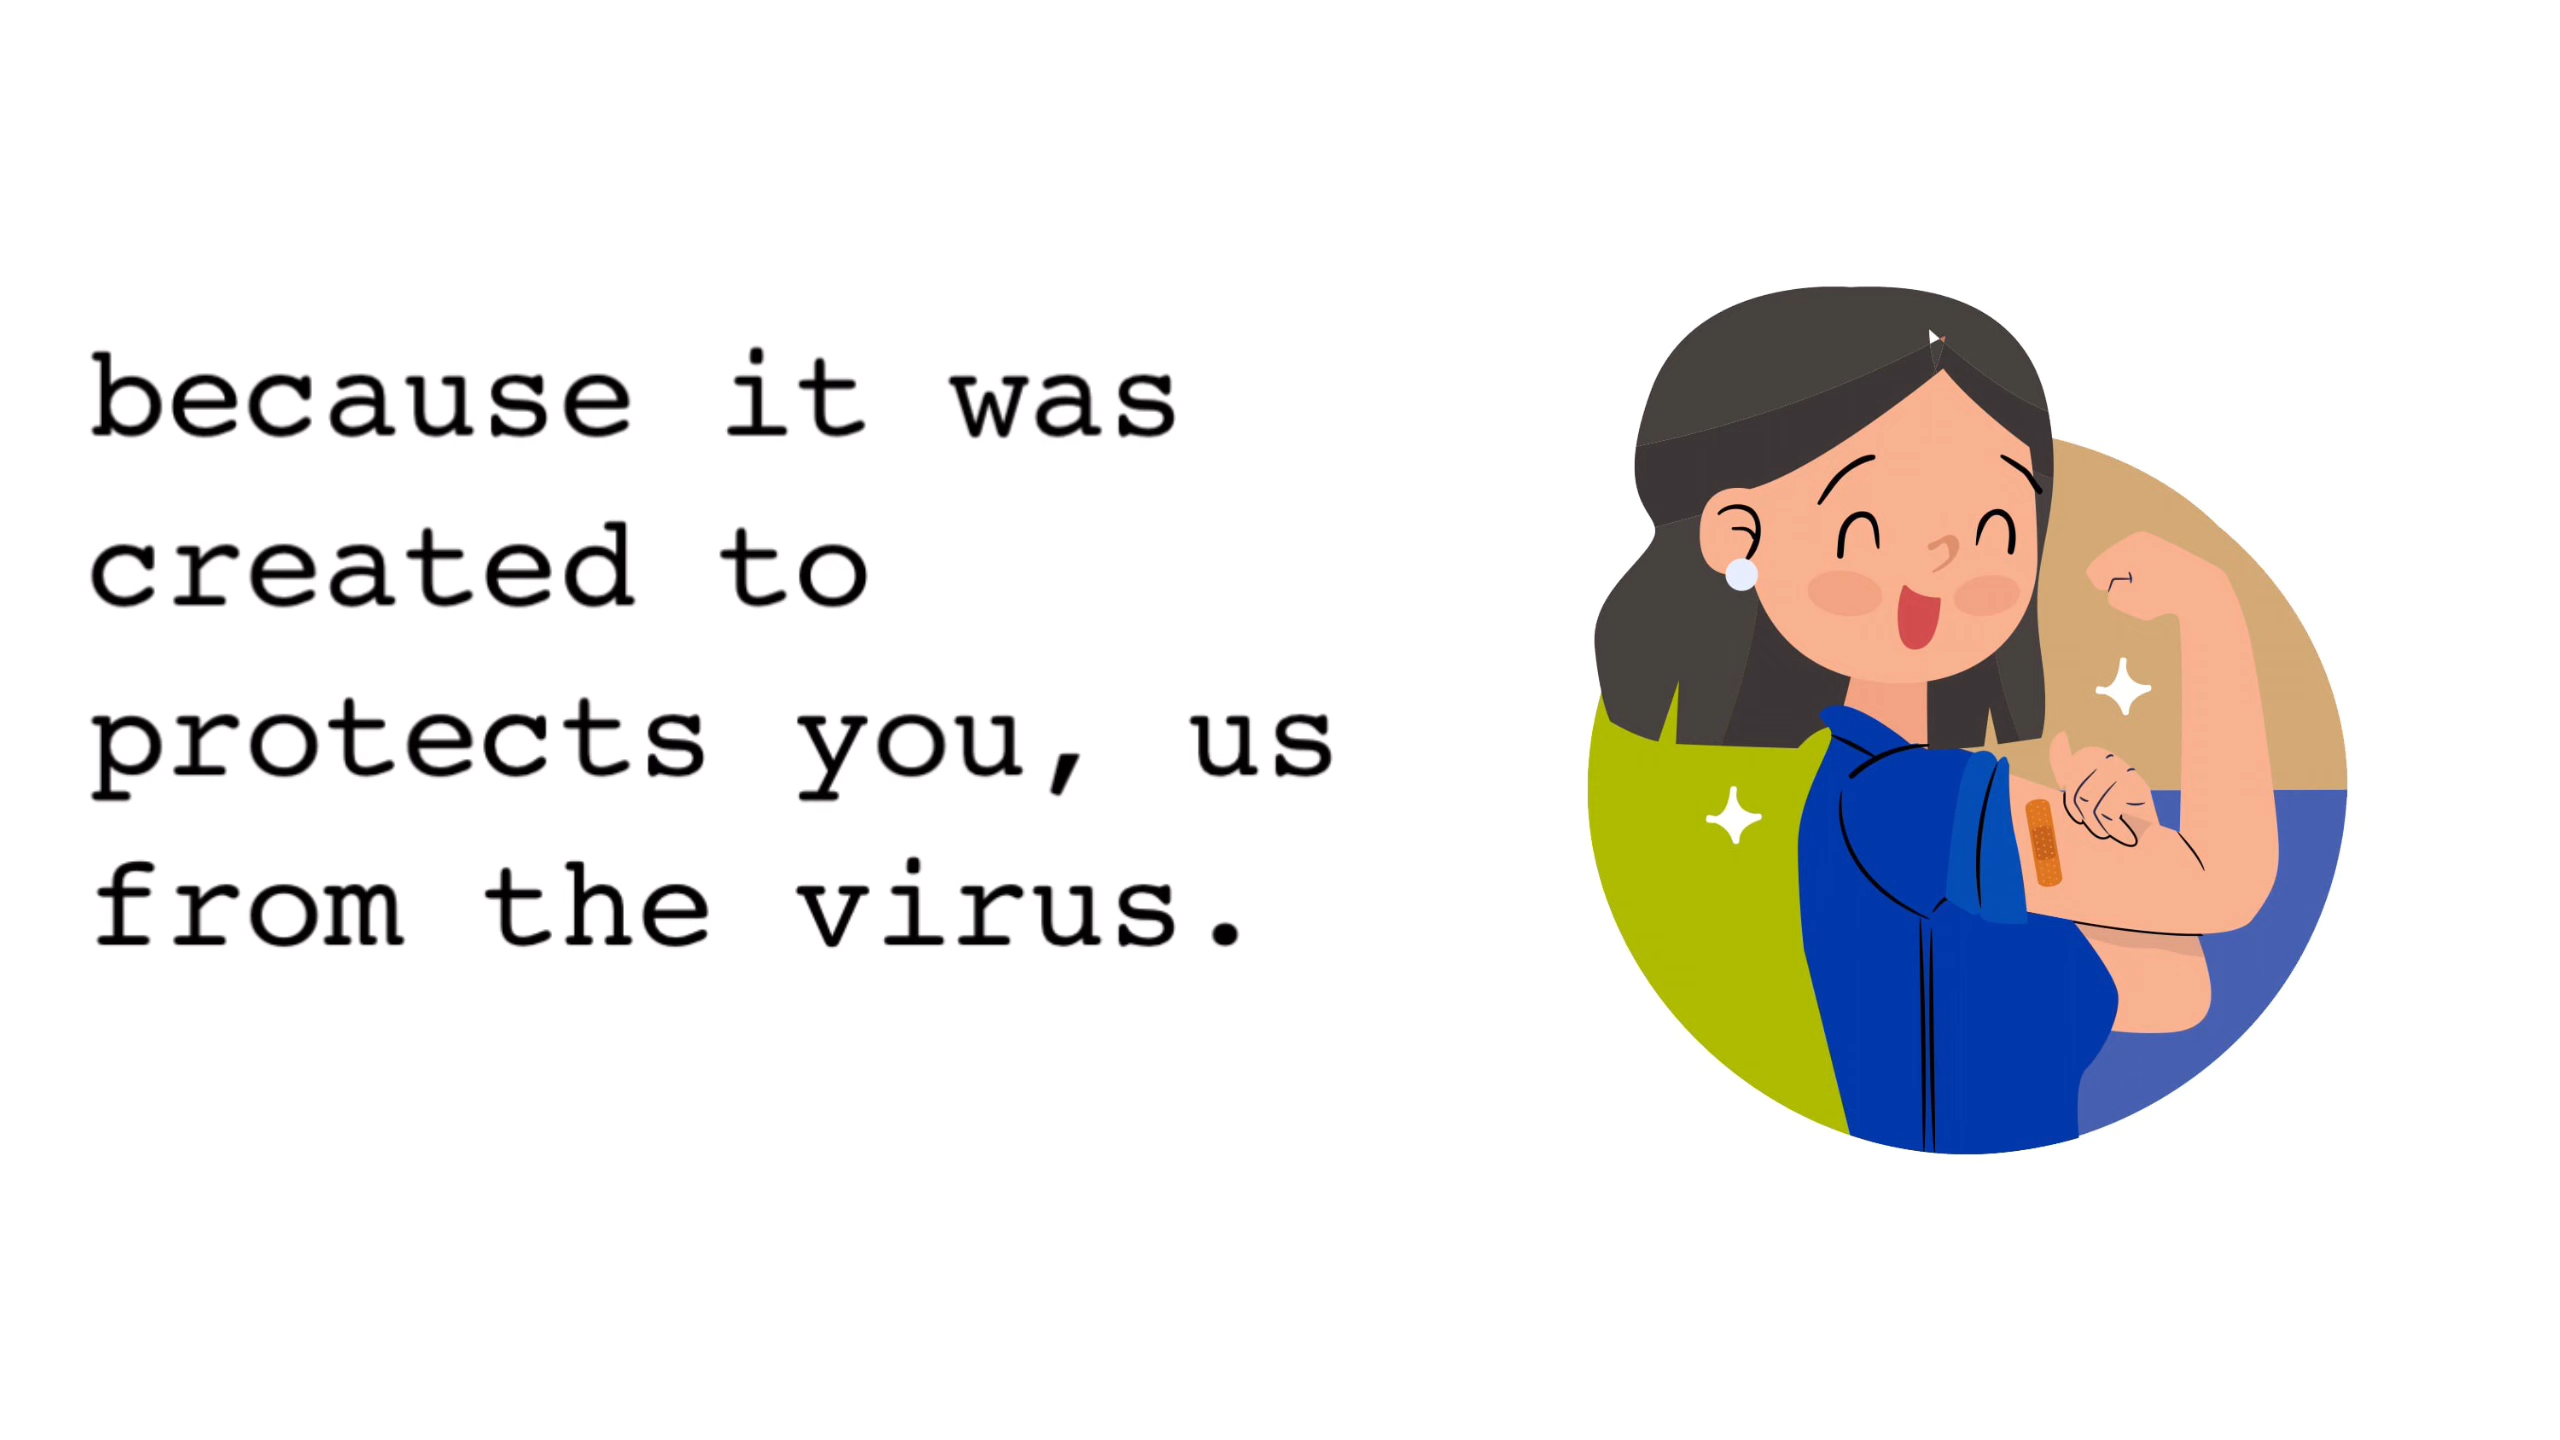 because it was
created to
protects you, us
from the virus.